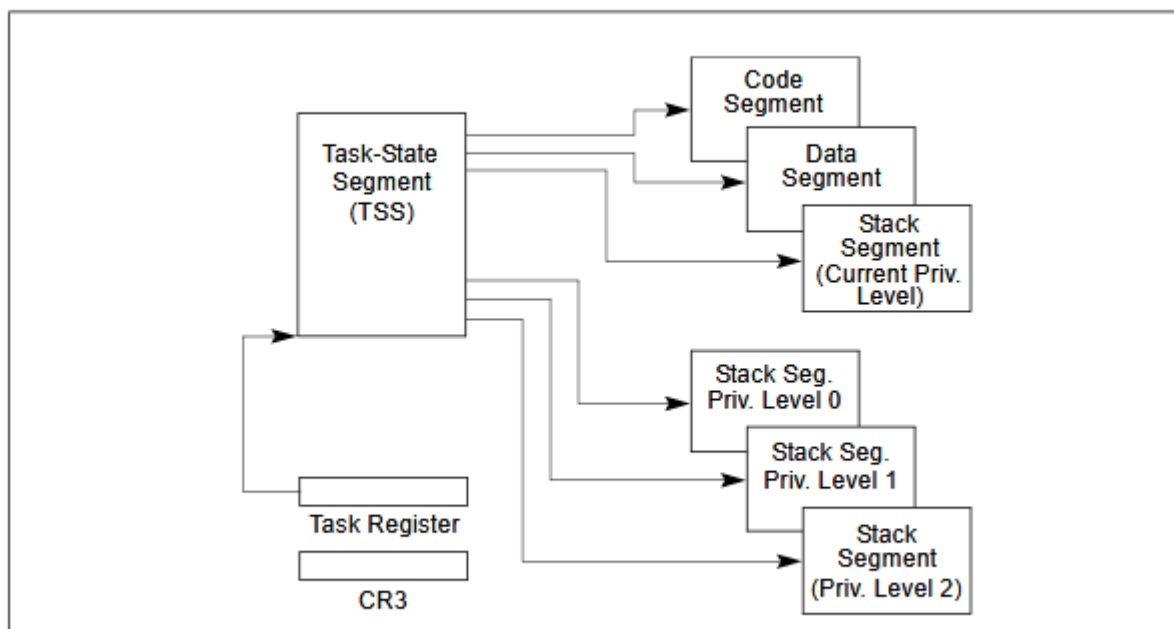 Code
Segment
Task-State
Segment
(TSS)
Data
Segment
Stack
Segment
(Current Priv.
Level)
Stack Seg.
Priv. Level 0
Stack Seg.
Priv. Level 1
Task Register
Stack
Segment
(Priv. Level 2)
CR3